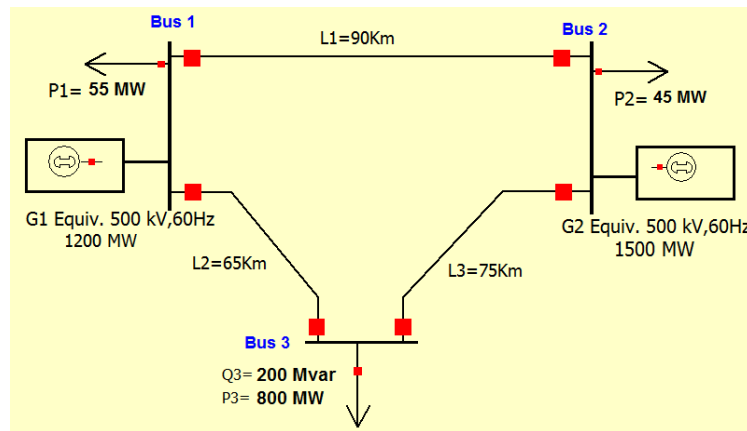 Bus 1
Bus 2
L1=90Km
P1= 55 MW
P2= 45 MW
G1 Equiv. 500 kV,60Hz
1200 MW
G2 Equiv. 500 kV,60Hz
1500 MW
L2=65Km
L3=75Km
Bus 3
Q3= 200 Mvar
P3= 800 MW